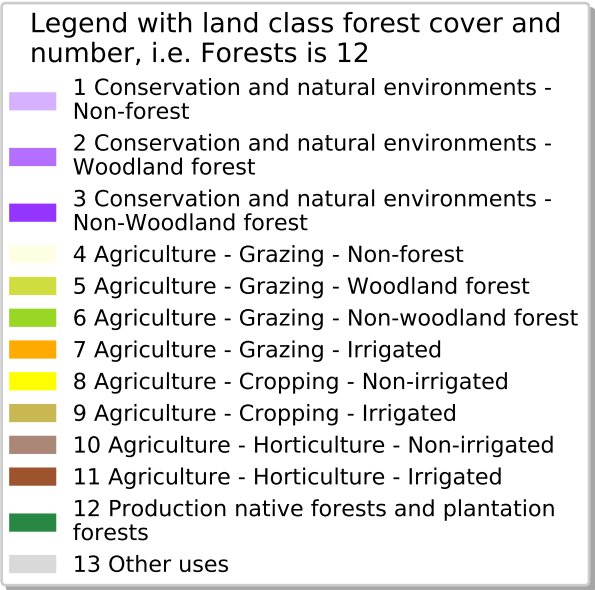 Legend with land class forest cover and
number, i.e. Forests is 12
1 Conservation and natural environments -
Non-forest
2 Conservation and natural environments -
Woodland forest
3 Conservation and natural environments -
Non-Woodland forest
4 Agriculture - Grazing - Non-forest
5 Agriculture - Grazing - Woodland forest
6 Agriculture - Grazing - Non-woodland forest
7 Agriculture - Grazing - Irrigated
8 Agriculture - Cropping - Non-irrigated
9 Agriculture - Cropping - Irrigated
10 Agriculture - Horticulture - Non-irrigated
11 Agriculture - Horticulture - Irrigated
12 Production native forests and plantation
forests
13 Other uses